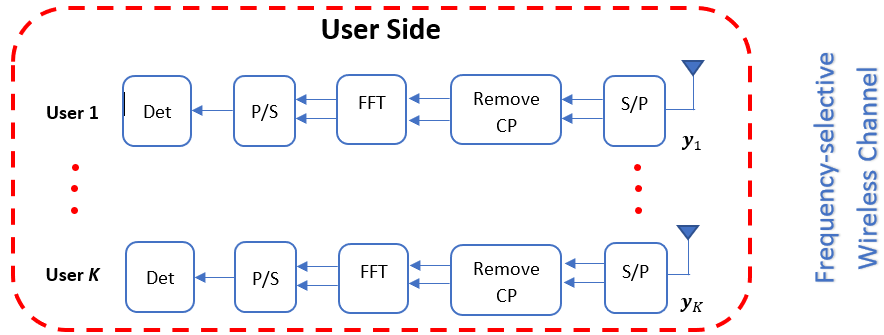 User Side
User 1
Det
P/S
FFT
Remove
CP
S/P
y1
User K
Det
P/S
FFT
Remove
CP
S/P
yK
Frequency-selective
Wireless Channel